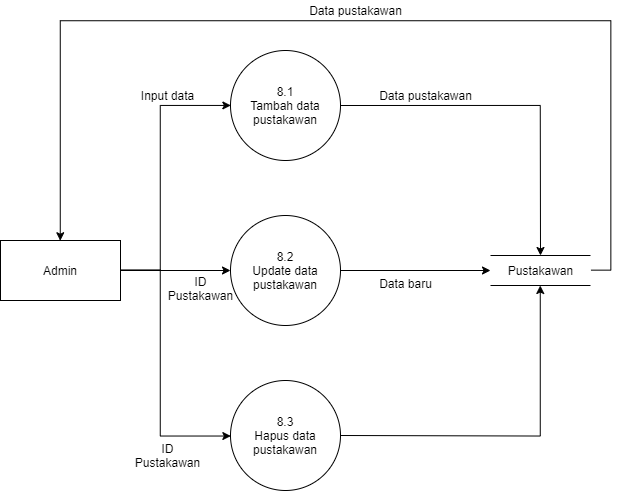 Data pustakawan
Input data
8.1
Tambah data
pustakawan
Data pustakawan
Admin
ID
Pustakawan
8.2
Update data
pustakawan
Data baru
Pustakawan
ID
Pustakawan
8.3
Hapus data
pustakawan